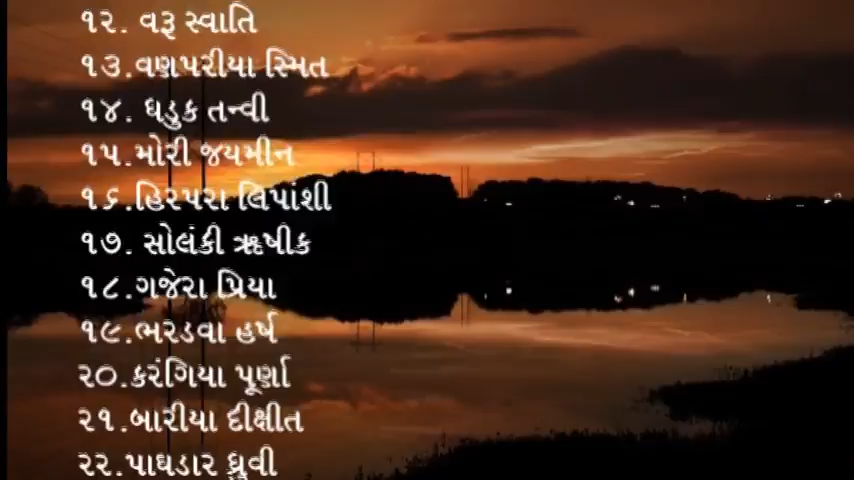 ૧૨. વરૂ સ્વાતિ
૧૩.વણપરીયા સ્મિત
૧૪. ધડુક તન્વી
૧૫.મોરી જયમીન
૧૬.હિરપરા લિપાંશી
૧૭. સોલંકી ઋષીક
૧૮.ગજેરા પ્રિયા
૧૯.ભરડવા હર્ષ
૨૦.કરંગિયા પૂર્ણા
૨૧.બારીયા દીક્ષીત
૨૨.પાઘડાર ધ્રુવી